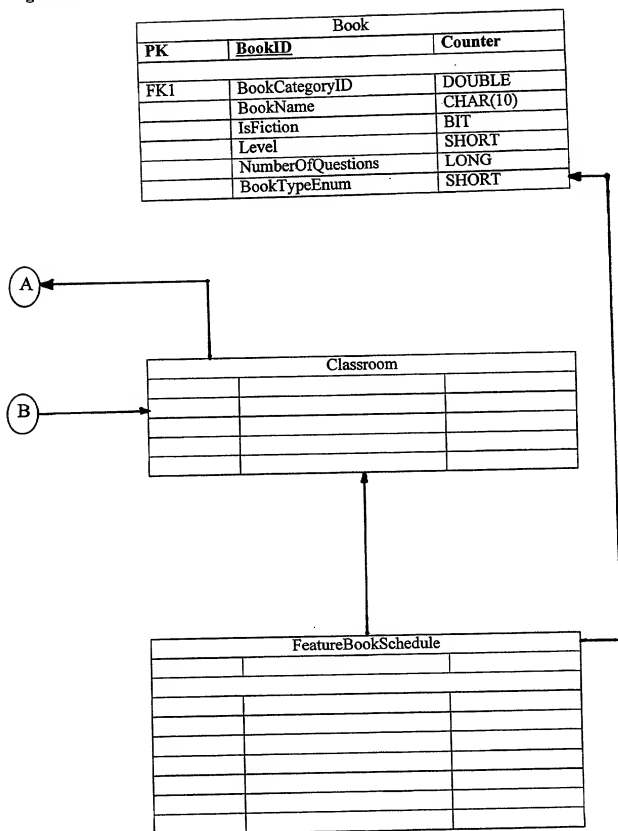 Book
PK BookID Counter
FK1 BookCategoryID DOUBLE
BookName CHAR(10)
IsFiction BIT
Level SHORT
NumberOfQuestions LONG
BookTypeEnum SHORT
A
Classroom
B
FeatureBookSchedule